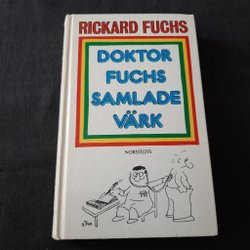 RICKARD FUCHS
DOKTOR
FUCHS
SAMLADE
VÄRK
NORSTEDTS